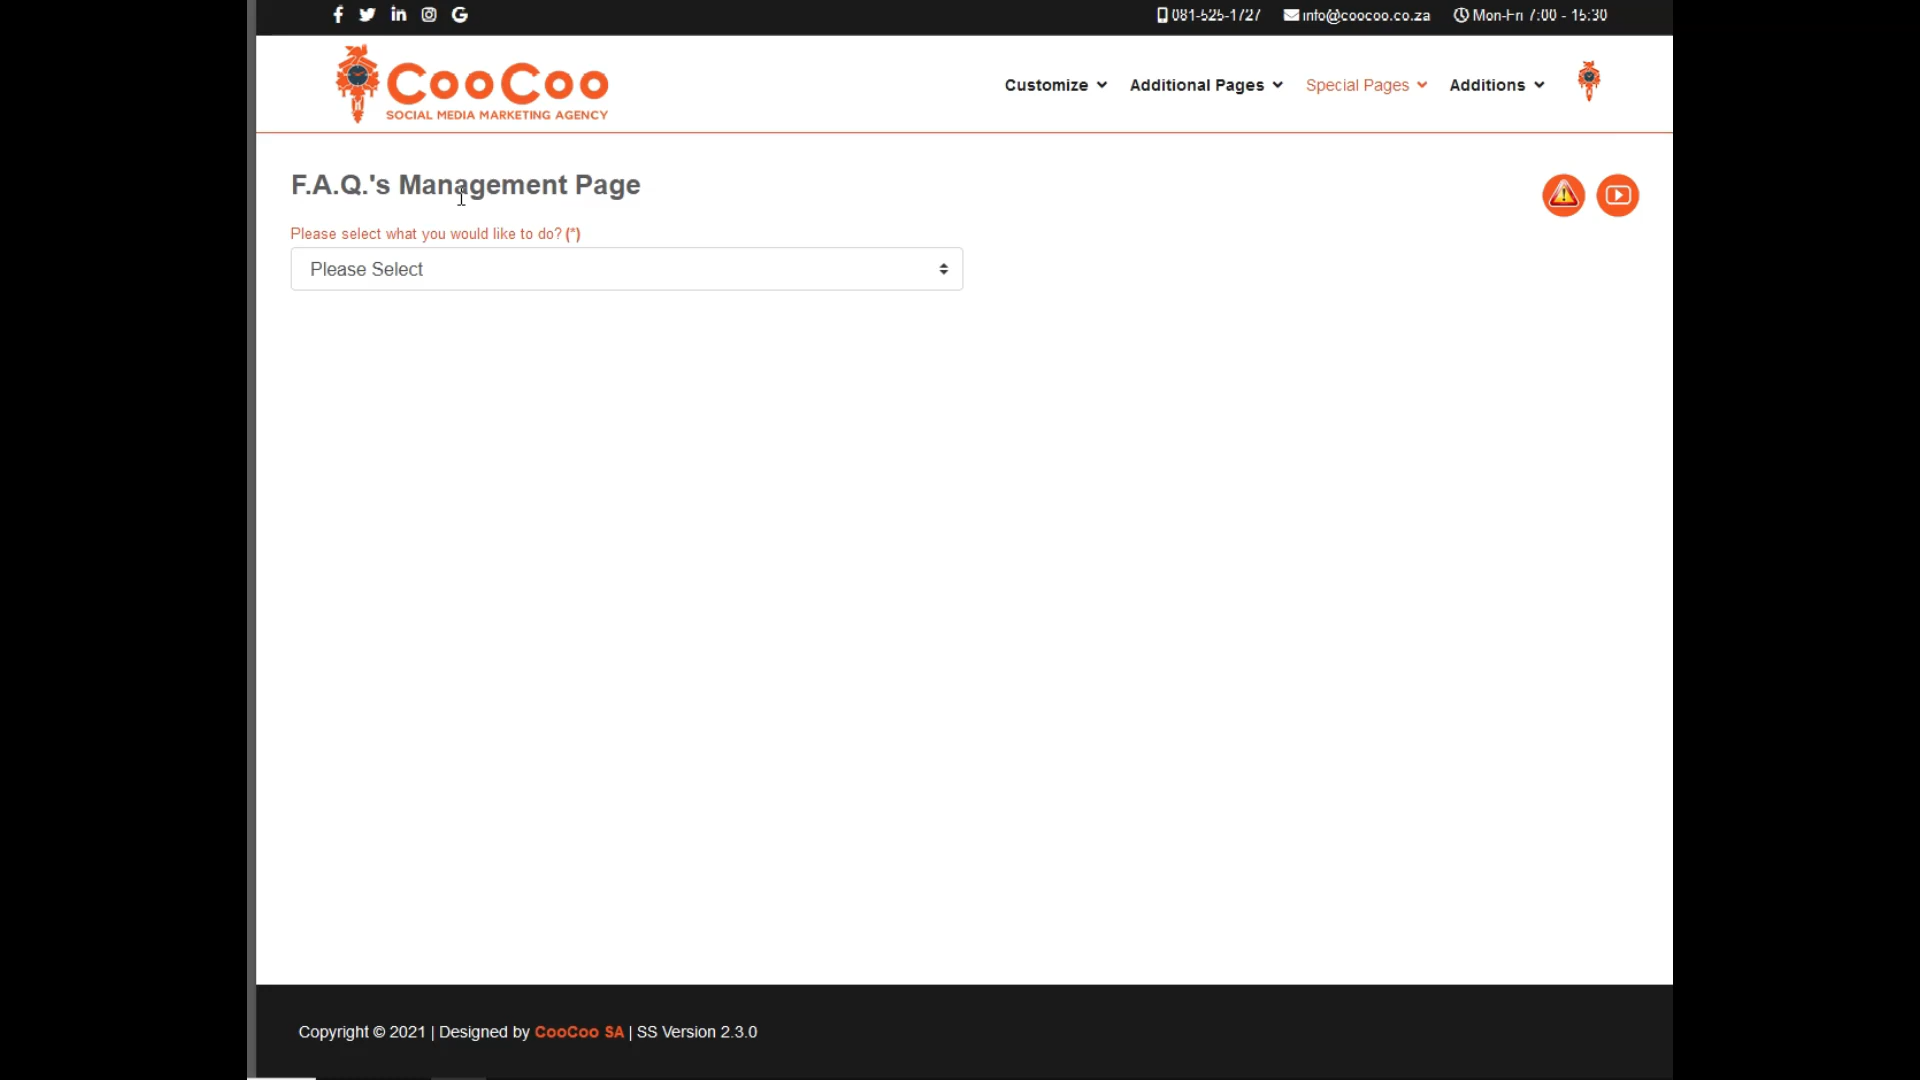 081-525-1727 info@coocoo.co.za Mon-Fri 7:00 - 15:30
CooCoo
SOCIAL MEDIA MARKETING AGENCY
Customize Additional Pages Special Pages Additions
F.A.Q.'s Management Page
Please select what you would like to do? (*)
Please Select
Copyright © 2021 | Designed by CooCoo SA | SS Version 2.3.0